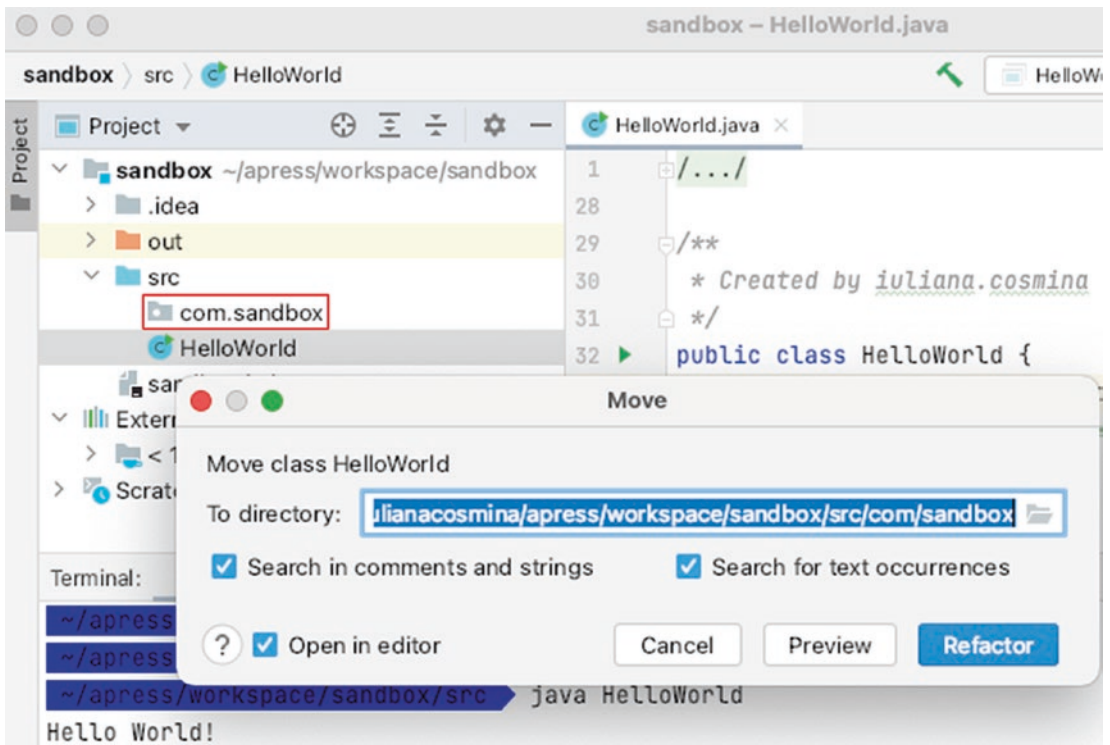 sandbox – HelloWorld.java
sandbox src HelloWorld
Project
Project
HelloWorld.java
sandbox ~/apress/workspace/sandbox
.idea
out
src
com.sandbox
HelloWorld
1 /.../
28
29 /**
30 * Created by iuliana.cosmina
31 */
32 public class HelloWorld {
Move
Move class HelloWorld
To directory: ulianacosmina/apress/workspace/sandbox/src/com/sandbox
Search in comments and strings Search for text occurrences
? Open in editor Cancel Preview Refactor
Terminal:
~/apress
~/apress
~/apress/workspace/sandbox/src java HelloWorld
Hello World!